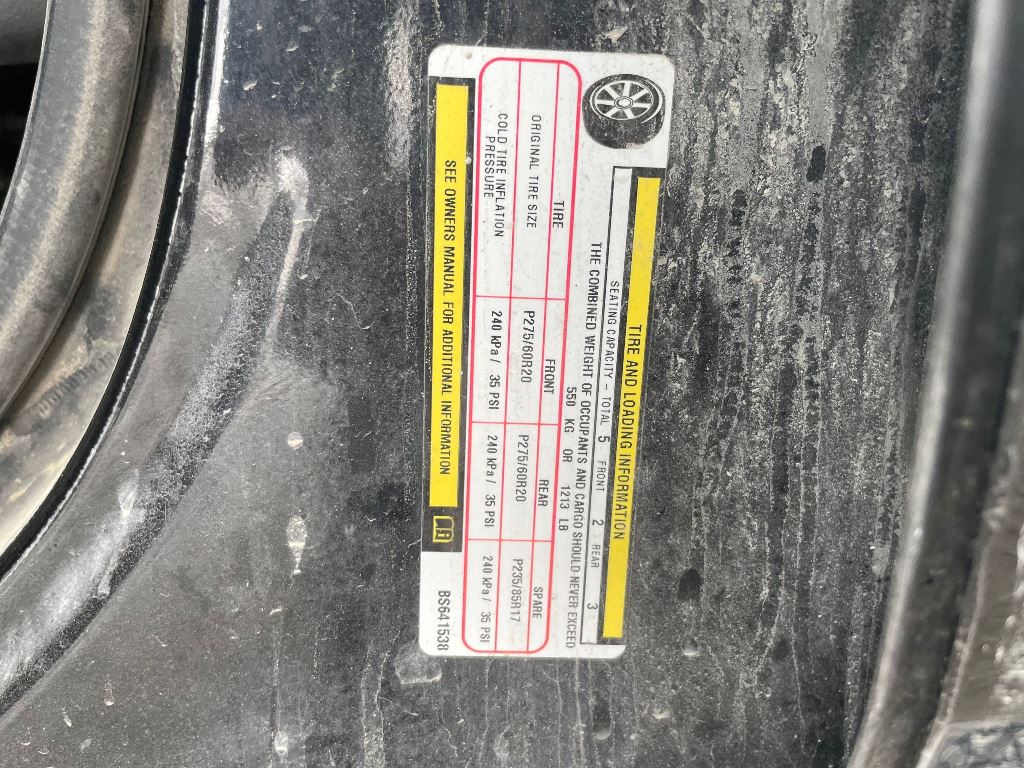 TIRE AND LOADING INFORMATION
SEATING CAPACITY – TOTAL 5 FRONT 2 REAR 3
THE COMBINED WEIGHT OF OCCUPANTS AND CARGO SHOULD NEVER EXCEED
550 KG OR 1213 LB
TIRE FRONT REAR SPARE
ORIGINAL TIRE SIZE P275/60R20 P275/60R20 P235/85R17
COLD TIRE INFLATION PRESSURE 240 kPa / 35 PSI 240 kPa / 35 PSI 240 kPa / 35 PSI
SEE OWNERS MANUAL FOR ADDITIONAL INFORMATION
BS641538